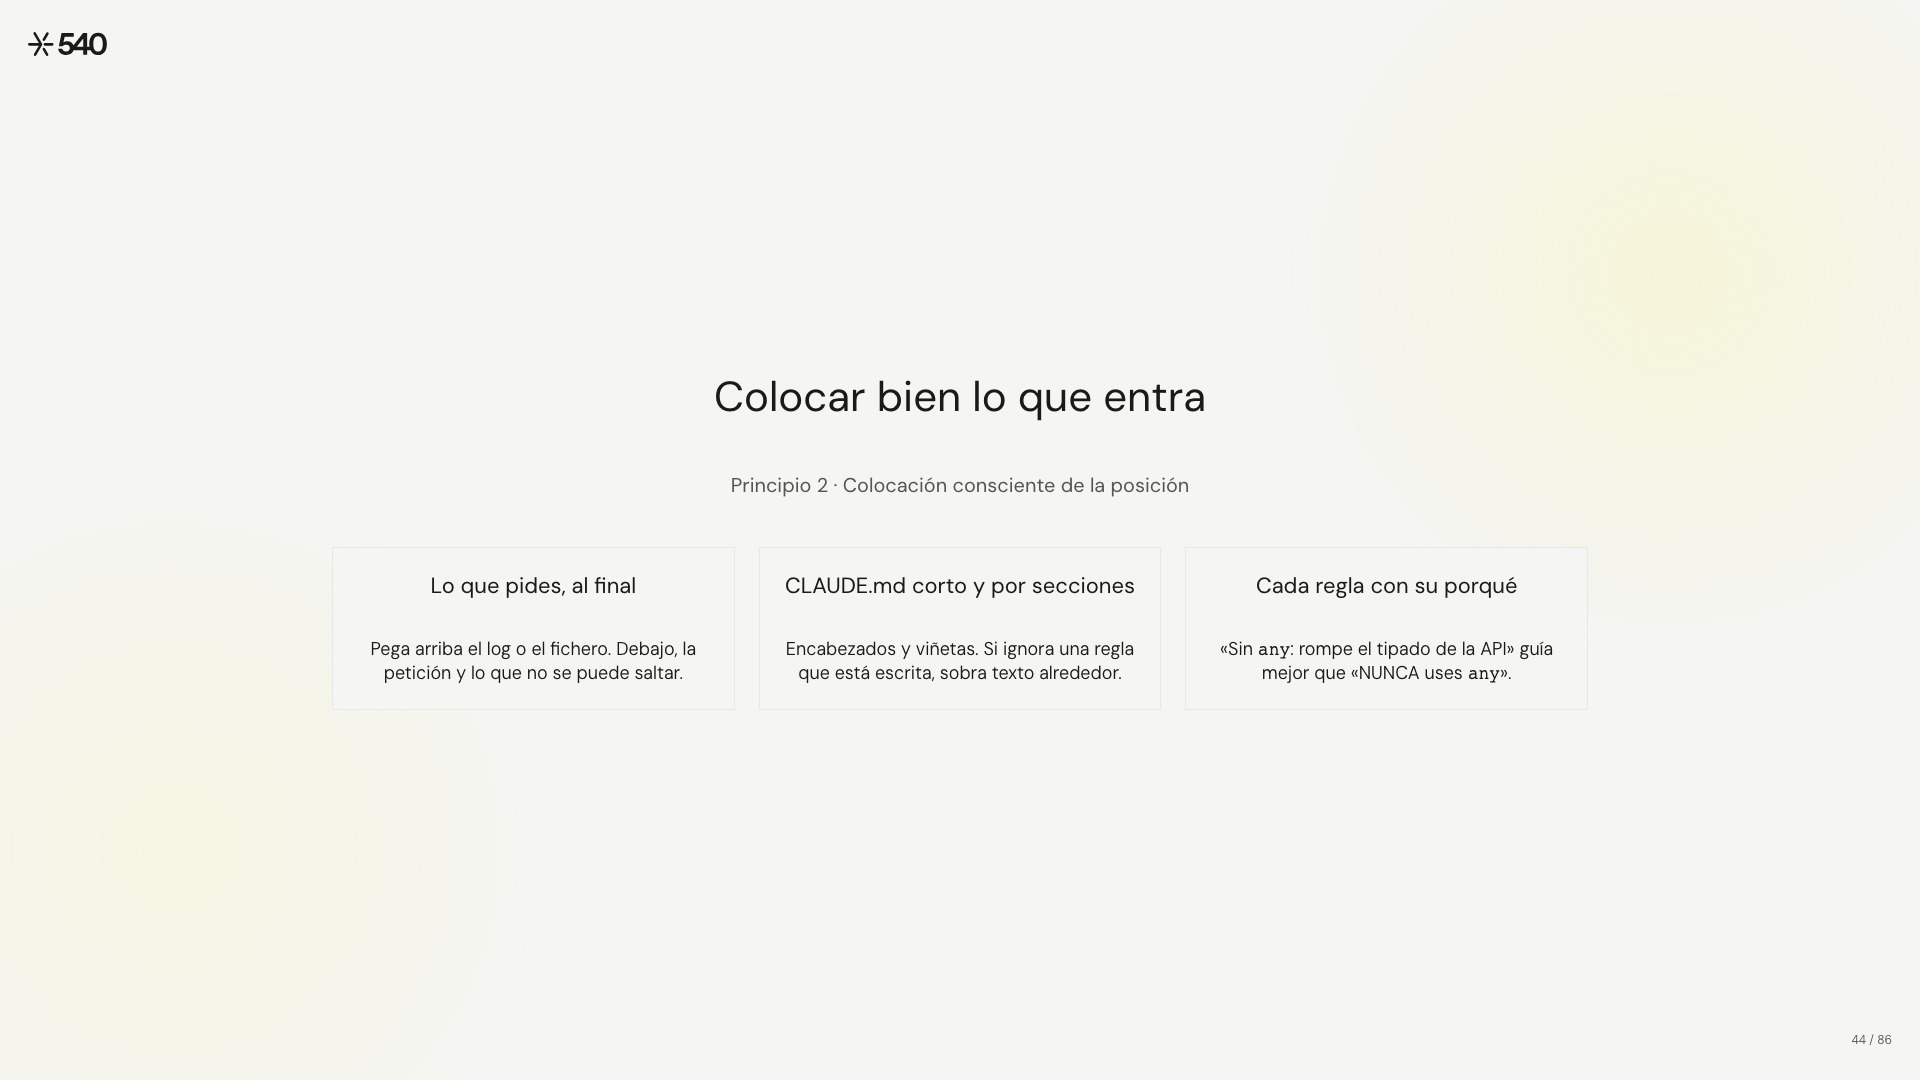 540
Colocar bien lo que entra
Principio 2 · Colocación consciente de la posición
Lo que pides, al final
Pega arriba el log o el fichero. Debajo, la
petición y lo que no se puede saltar.
CLAUDE.md corto y por secciones
Encabezados y viñetas. Si ignora una regla
que está escrita, sobra texto alrededor.
Cada regla con su porqué
«Sin any: rompe el tipado de la API» guía
mejor que «NUNCA uses any».
44 / 86